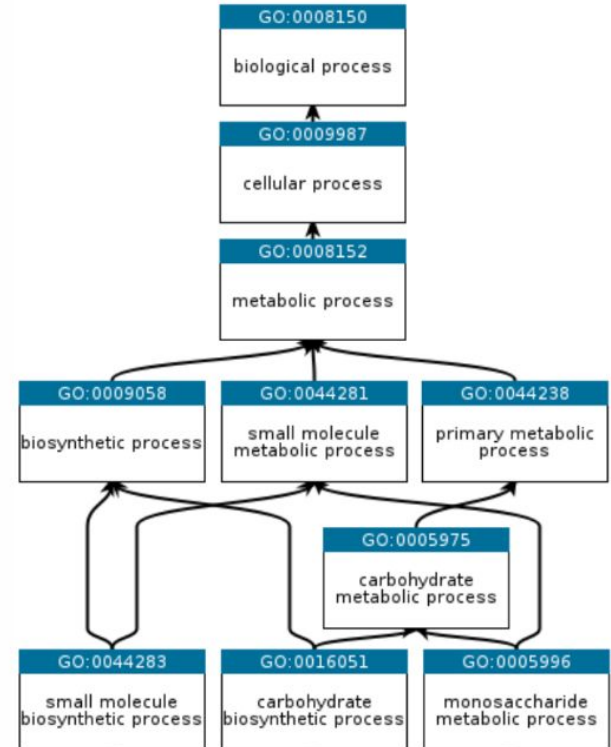 GO:0008150
biological process
GO:0009987
cellular process
GO:0008152
metabolic process
GO:0009058
biosynthetic process
GO:0044281
small molecule
metabolic process
GO:0044238
primary metabolic
process
GO:0005975
carbohydrate
metabolic process
GO:0044283
small molecule
biosynthetic process
GO:0016051
carbohydrate
biosynthetic process
GO:0005996
monosaccharide
metabolic process